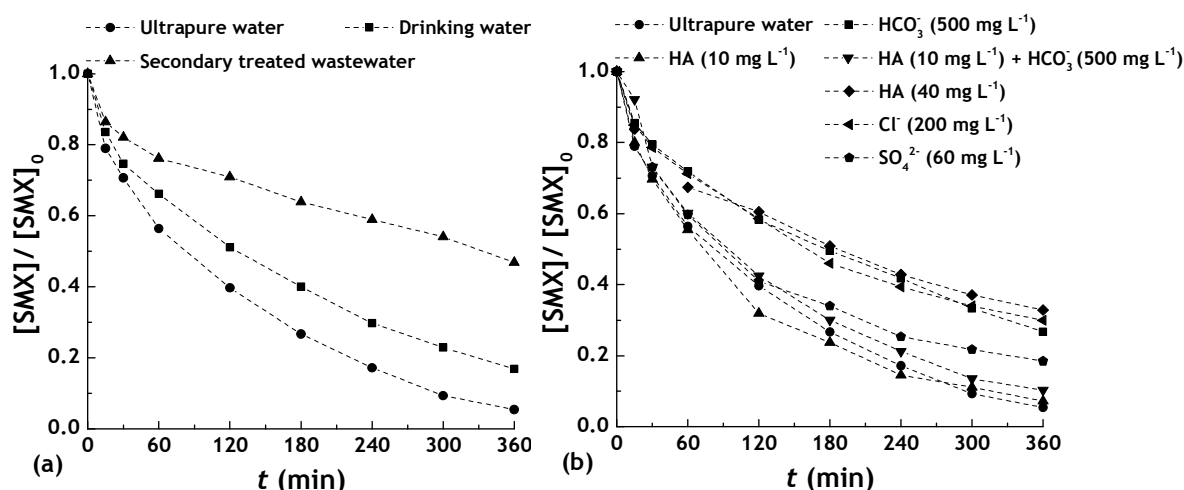 Ultrapure water
Drinking water
Secondary treated wastewater
1.0
0.8
0.6
0.4
0.2
0.0
[SMX]/ [SMX]₀
0
60
120
180
240
300
360
t (min)
(a)
Ultrapure water
HCO₃⁻ (500 mg L⁻¹)
HA (10 mg L⁻¹)
HA (10 mg L⁻¹) + HCO₃⁻ (500 mg L⁻¹)
HA (40 mg L⁻¹)
Cl⁻ (200 mg L⁻¹)
SO₄²⁻ (60 mg L⁻¹)
1.0
0.8
0.6
0.4
0.2
0.0
[SMX]/ [SMX]₀
0
60
120
180
240
300
360
t (min)
(b)